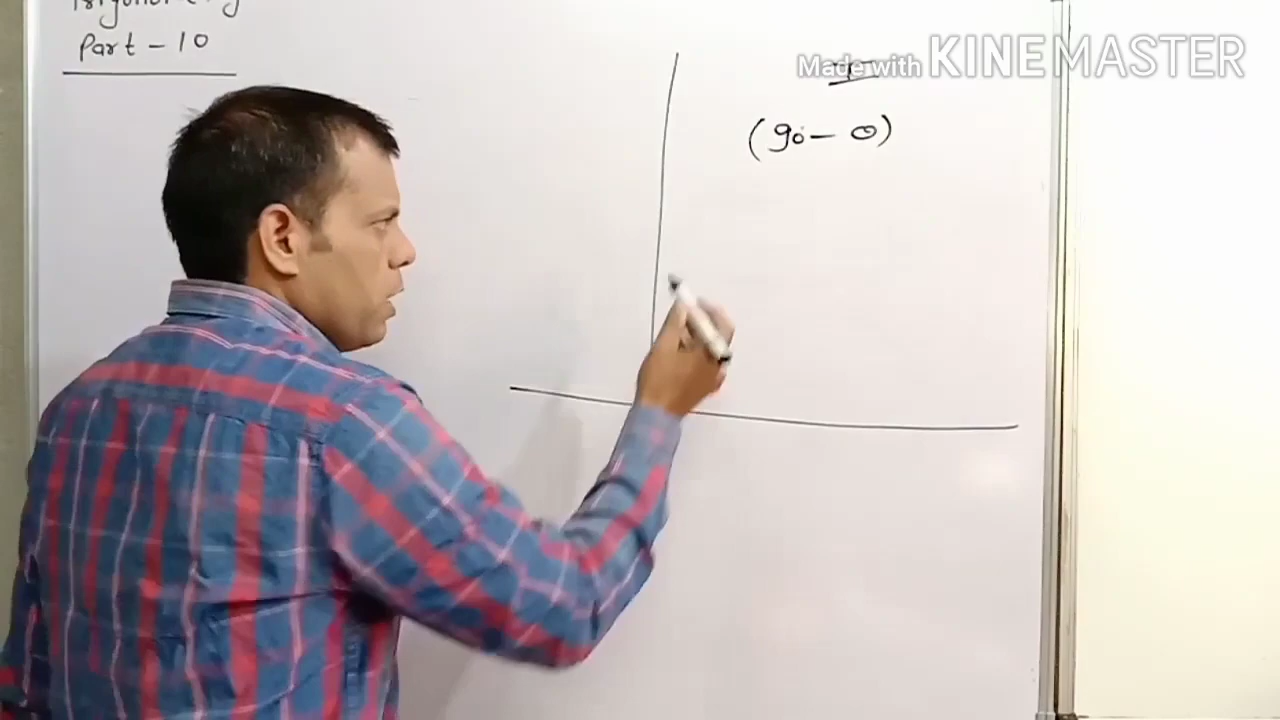 Trigonometry
Part - 10
Made with KINEMASTER
I
(90 - θ)